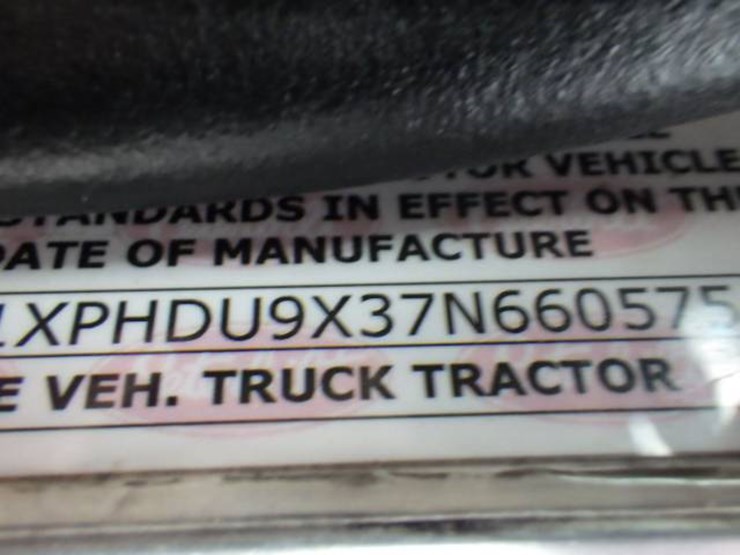 VEHICLE
STANDARDS IN EFFECT ON TH
DATE OF MANUFACTURE
1XPHDU9X37N660575
E VEH. TRUCK TRACTOR